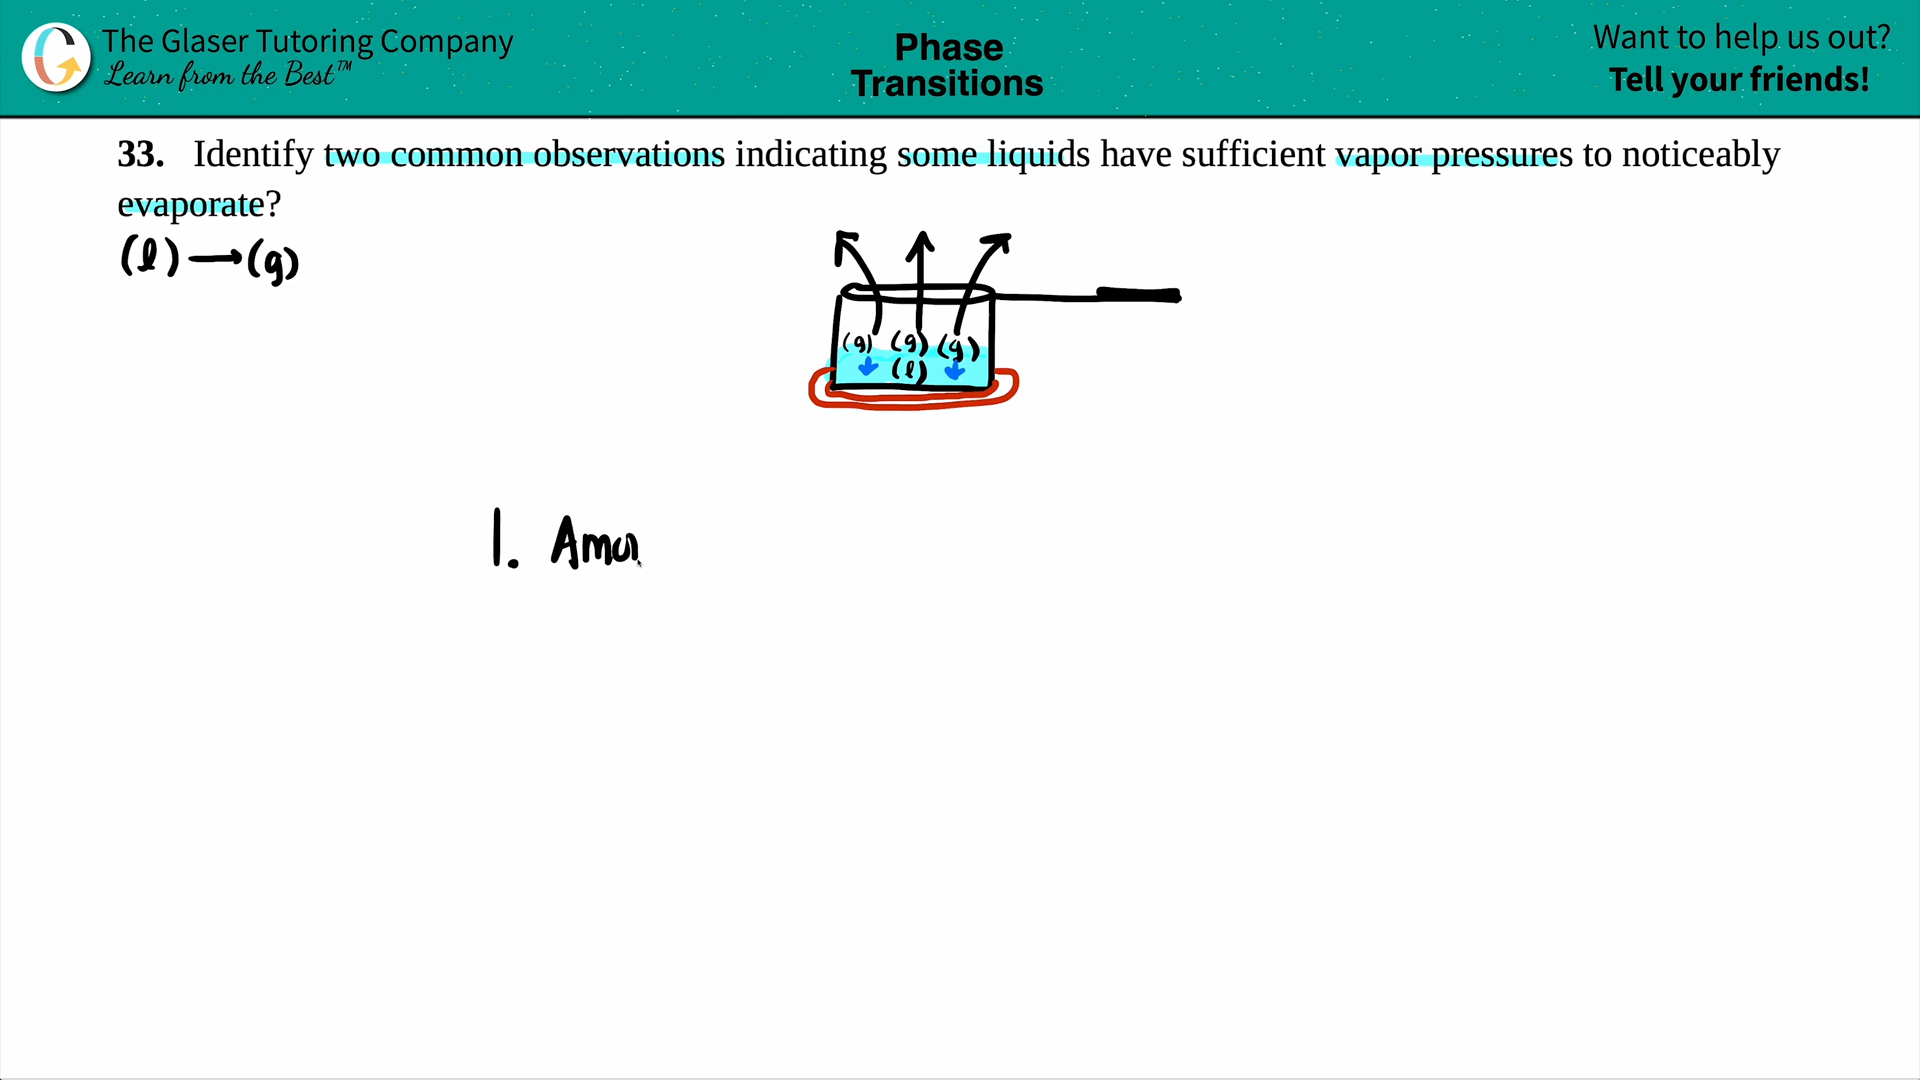 The Glaser Tutoring Company
Learn from the Best™
Phase
Transitions
Want to help us out?
Tell your friends!
33. Identify two common observations indicating some liquids have sufficient vapor pressures to noticeably
evaporate?
(l) → (g)
(g) (g) (g)
(l)
1. Amou